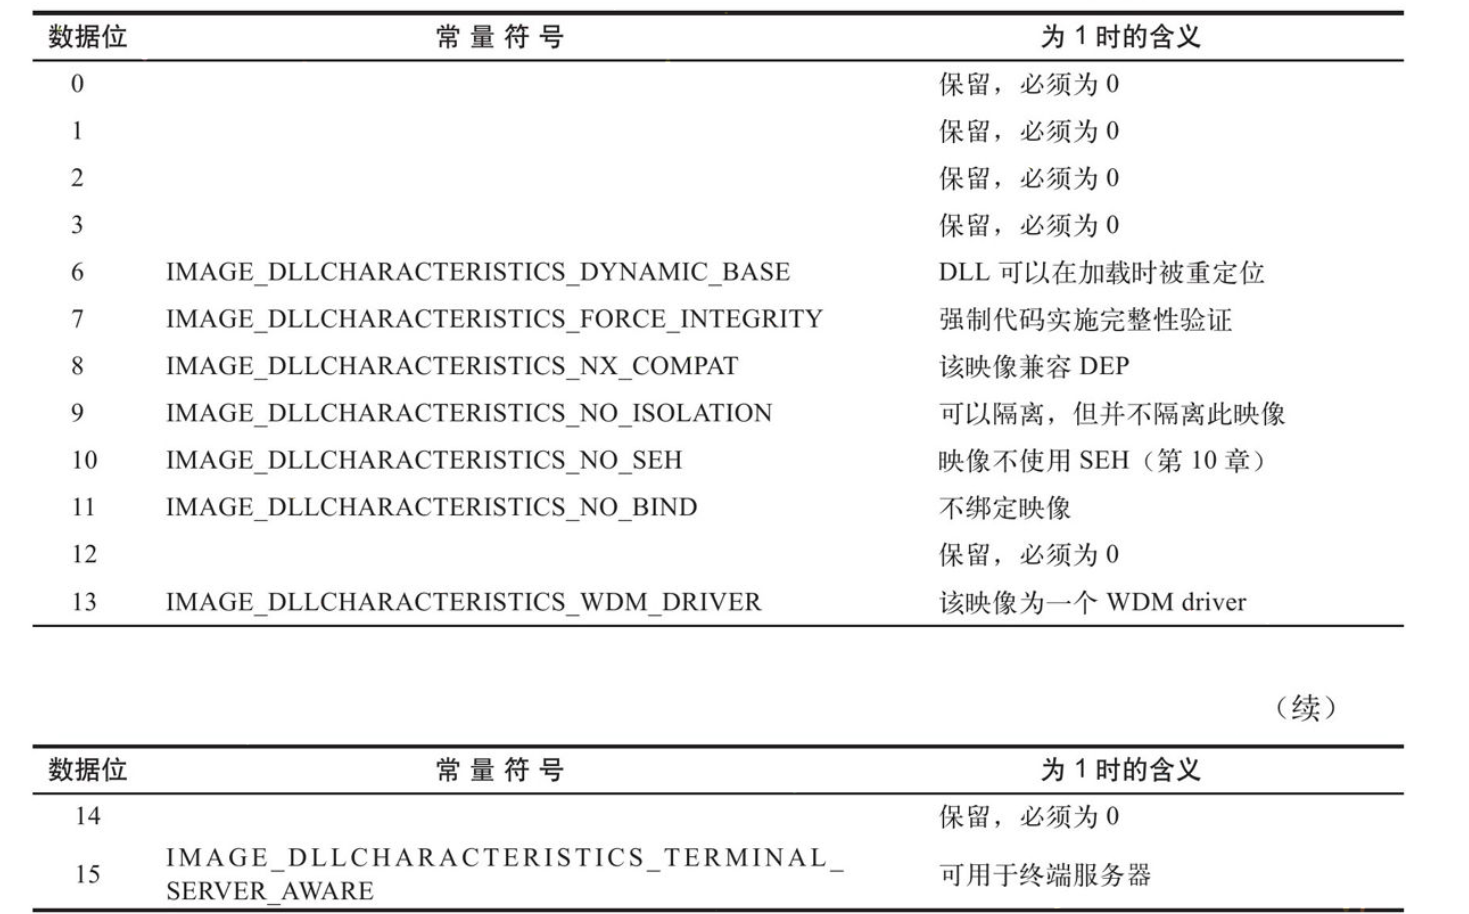 数据位 常量符号 为1时的含义
0 保留，必须为0
1 保留，必须为0
2 保留，必须为0
3 保留，必须为0
6 IMAGE_DLLCHARACTERISTICS_DYNAMIC_BASE DLL 可以在加载时被重定位
7 IMAGE_DLLCHARACTERISTICS_FORCE_INTEGRITY 强制代码实施完整性验证
8 IMAGE_DLLCHARACTERISTICS_NX_COMPAT 该映像兼容 DEP
9 IMAGE_DLLCHARACTERISTICS_NO_ISOLATION 可以隔离，但并不隔离此映像
10 IMAGE_DLLCHARACTERISTICS_NO_SEH 映像不使用 SEH（第 10 章）
11 IMAGE_DLLCHARACTERISTICS_NO_BIND 不绑定映像
12 保留，必须为0
13 IMAGE_DLLCHARACTERISTICS_WDM_DRIVER 该映像为一个 WDM driver
（续）
数据位 常量符号 为1时的含义
14 保留，必须为0
IMAGE_DLLCHARACTERISTICS_TERMINAL_
15 可用于终端服务器
SERVER_AWARE